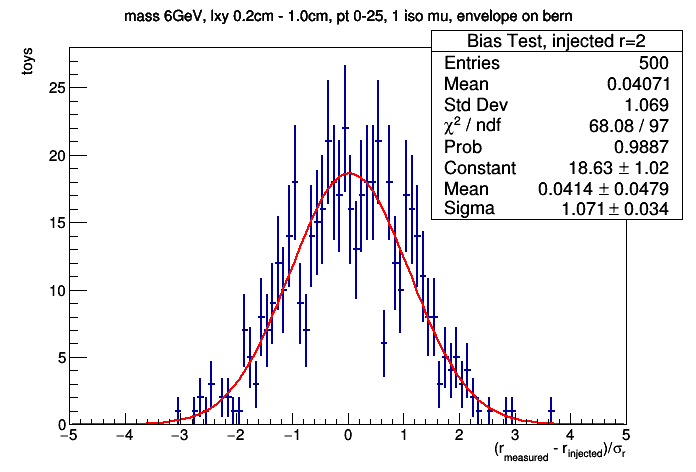 mass 6GeV, lxy 0.2cm - 1.0cm, pt 0-25, 1 iso mu, envelope on bern
toys
Bias Test, injected r=2
Entries 500
Mean 0.04071
Std Dev 1.069
χ² / ndf 68.08 / 97
Prob 0.9887
Constant 18.63 ± 1.02
Mean 0.0414 ± 0.0479
Sigma 1.071 ± 0.034
25
20
15
10
5
0
−5 −4 −3 −2 −1 0 1 2 3 4 5
(r_measured - r_injected)/σ_r